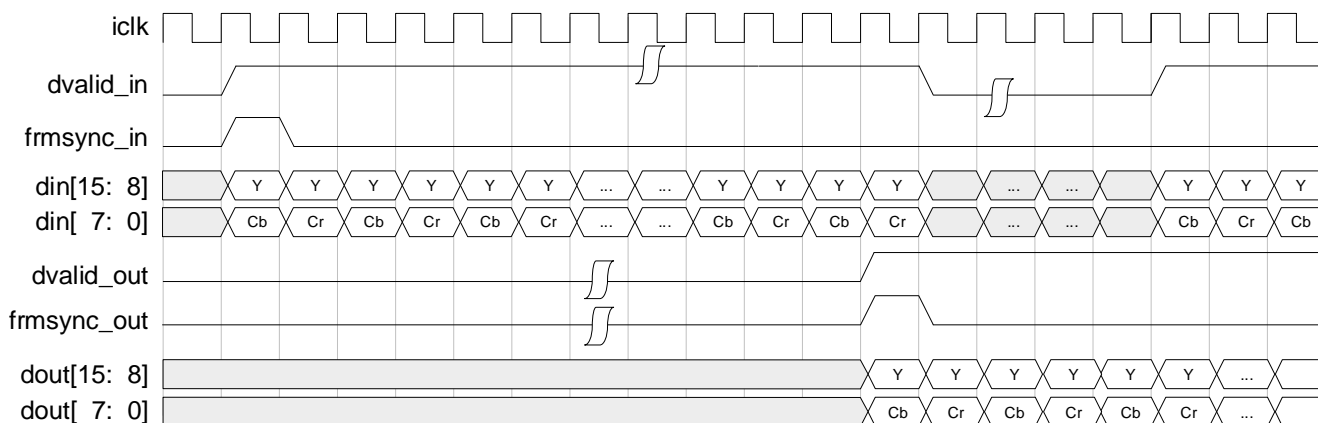 iclk
dvalid_in
frmsync_in
din[15: 8] Y Y Y Y Y Y ... ... Y Y Y Y ... ... Y Y Y
din[ 7: 0] Cb Cr Cb Cr Cb Cr ... ... Cb Cr Cb Cr ... ... Cb Cr Cb
dvalid_out
frmsync_out
dout[15: 8] Y Y Y Y Y Y ...
dout[ 7: 0] Cb Cr Cb Cr Cb Cr ...